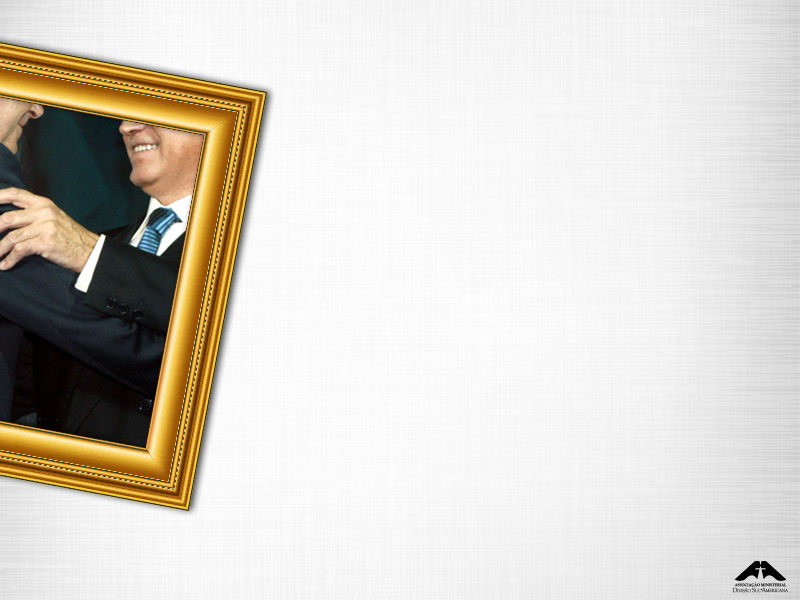 ASSOCIAÇÃO MINISTERIAL
DIVISÃO SUL-AMERICANA